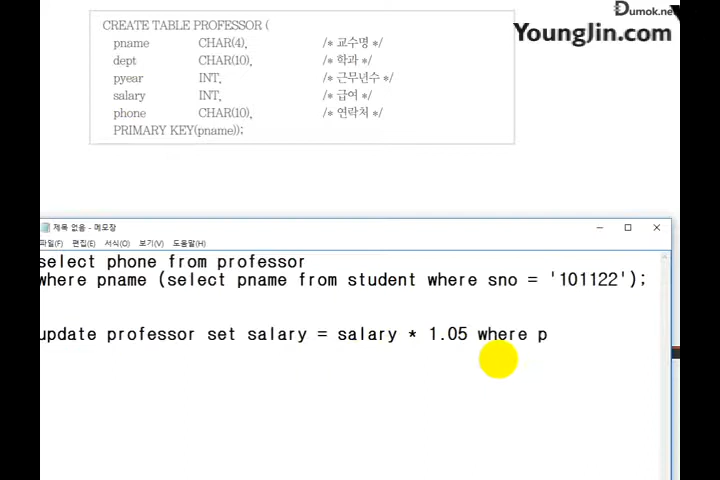 Dumok.ne
YoungJin.com
CREATE TABLE PROFESSOR (
pname CHAR(4), /* 교수명 */
dept CHAR(10), /* 학과 */
pyear INT, /* 근무년수 */
salary INT, /* 급여 */
phone CHAR(10), /* 연락처 */
PRIMARY KEY(pname));
제목 없음 - 메모장
파일(F) 편집(E) 서식(O) 보기(V) 도움말(H)
select phone from professor
where pname (select pname from student where sno = '101122');
update professor set salary = salary * 1.05 where p